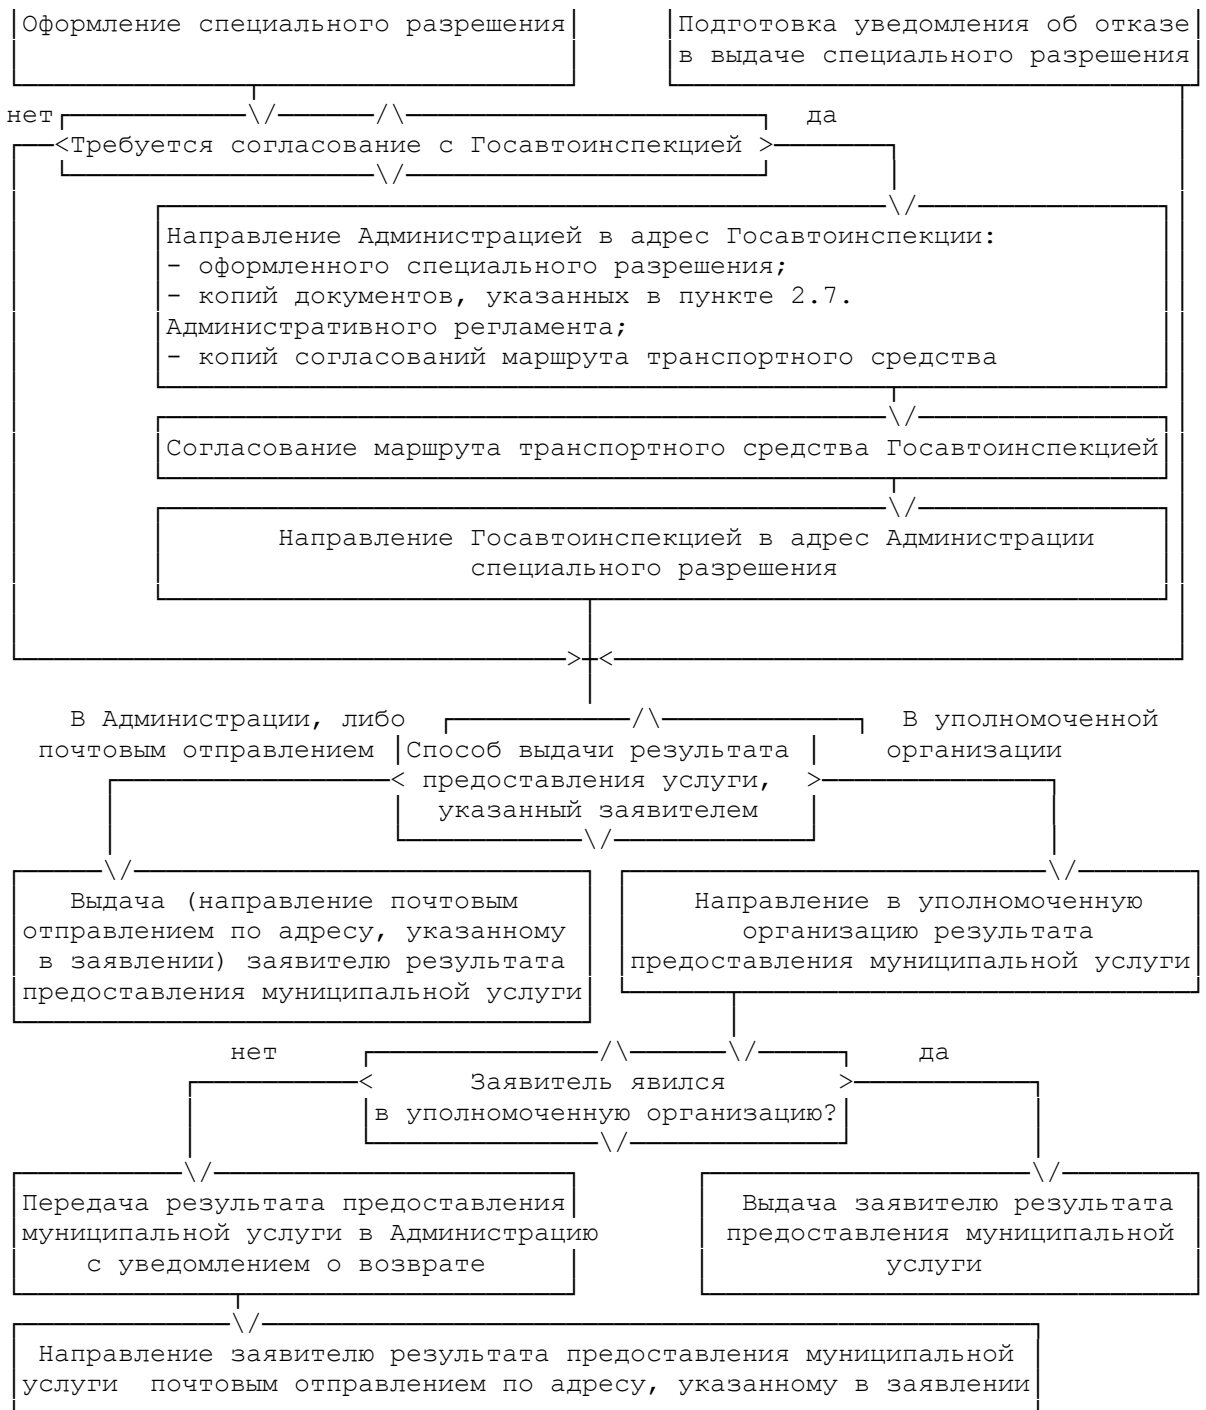 Оформление специального разрешения
Подготовка уведомления об отказе
в выдаче специального разрешения
нет
да
Требуется согласование с Госавтоинспекцией
Направление Администрацией в адрес Госавтоинспекции:
- оформленного специального разрешения;
- копий документов, указанных в пункте 2.7.
Административного регламента;
- копий согласований маршрута транспортного средства
Согласование маршрута транспортного средства Госавтоинспекцией
Направление Госавтоинспекцией в адрес Администрации
специального разрешения
В Администрации, либо
почтовым отправлением
Способ выдачи результата
предоставления услуги,
указанный заявителем
В уполномоченной
организации
Выдача (направление почтовым
отправлением по адресу, указанному
в заявлении) заявителю результата
предоставления муниципальной услуги
Направление в уполномоченную
организацию результата
предоставления муниципальной услуги
нет
да
Заявитель явился
в уполномоченную организацию?
Передача результата предоставления
муниципальной услуги в Администрацию
с уведомлением о возврате
Выдача заявителю результата
предоставления муниципальной
услуги
Направление заявителю результата предоставления муниципальной
услуги  почтовым отправлением по адресу, указанному в заявлении